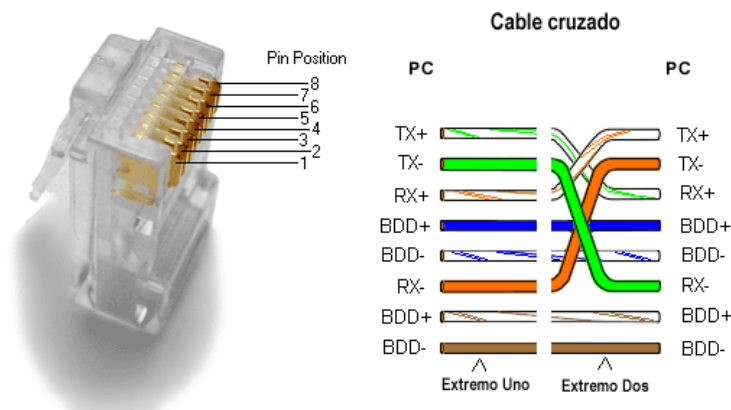 Cable cruzado
Pin Position
8
7
6
5
4
3
2
1
PC
PC
TX+
TX+
TX-
TX-
RX+
RX+
BDD+
BDD+
BDD-
BDD-
RX-
RX-
BDD+
BDD+
BDD-
BDD-
Extremo Uno
Extremo Dos